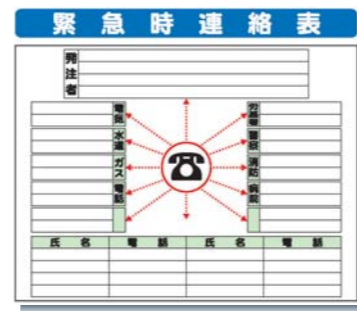 緊急時連絡表
発注者
電気
水道
ガス
電話
労基署
警察
消防
病院
氏名 電話 氏名 電話